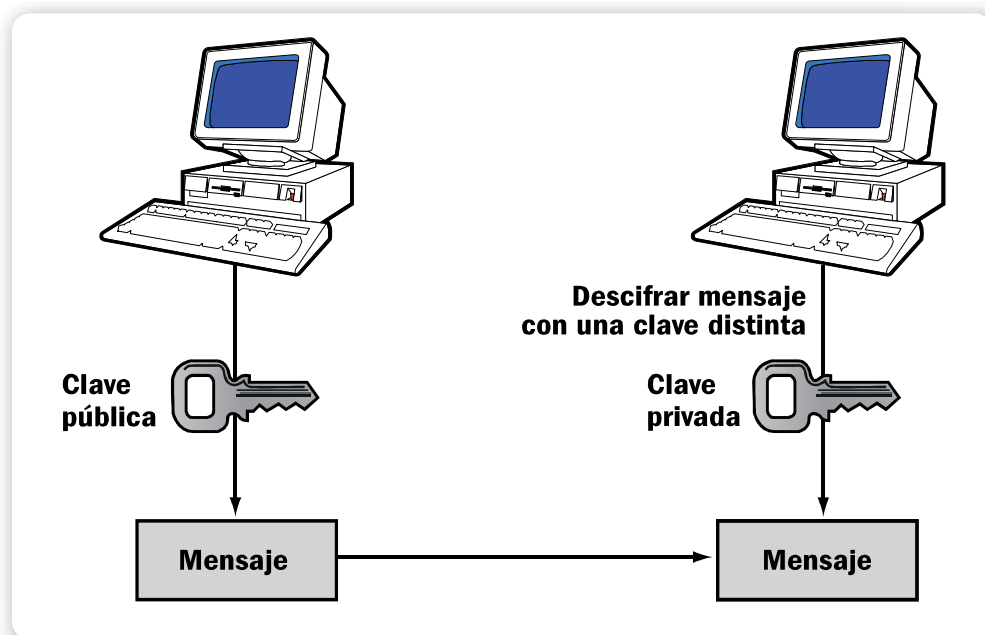 Descifrar mensaje
con una clave distinta
Clave
pública
Clave
privada
Mensaje
Mensaje